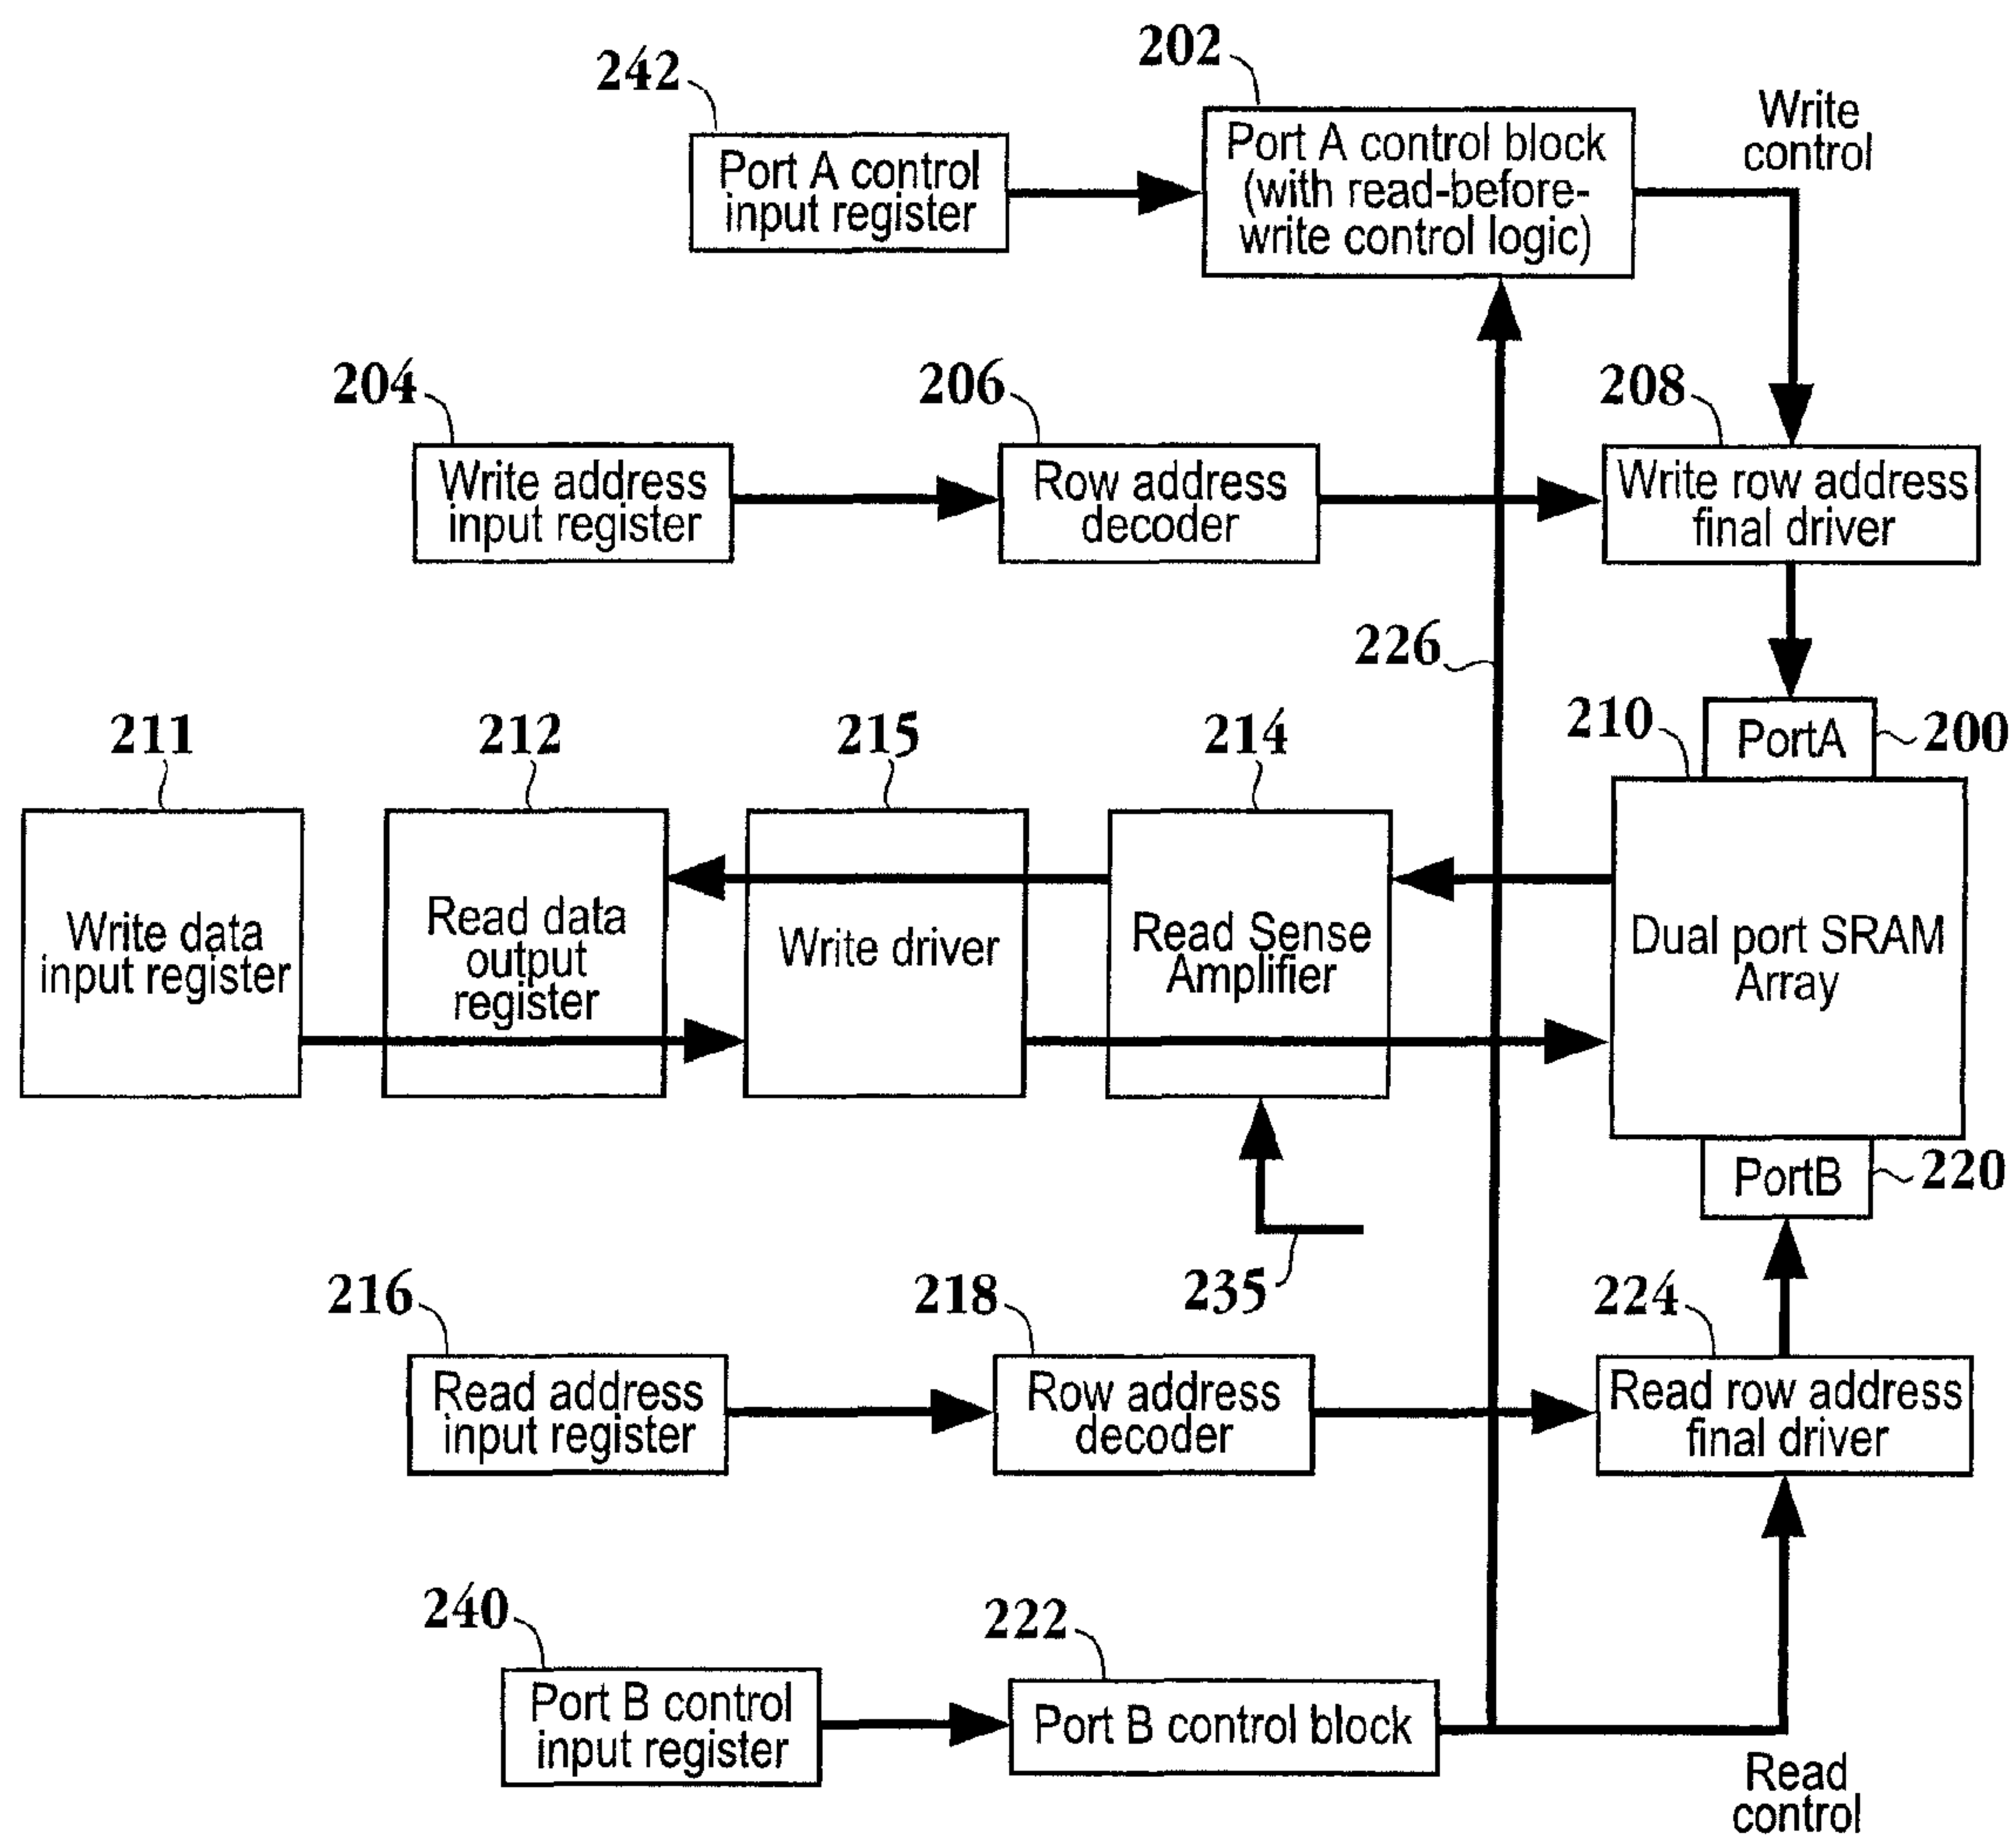 202
242
Write
control
Port A control block
(with read-before-
write control logic)
Port A control
input register
204
206
208
Write address
input register
Row address
decoder
Write row address
final driver
226
211
212
215
214
210
PortA
200
Write data
input register
Read data
output
register
Write driver
Read Sense
Amplifier
Dual port SRAM
Array
PortB
220
235
216
218
224
Read address
input register
Row address
decoder
Read row address
final driver
240
222
Port B control
input register
Port B control block
Read
control